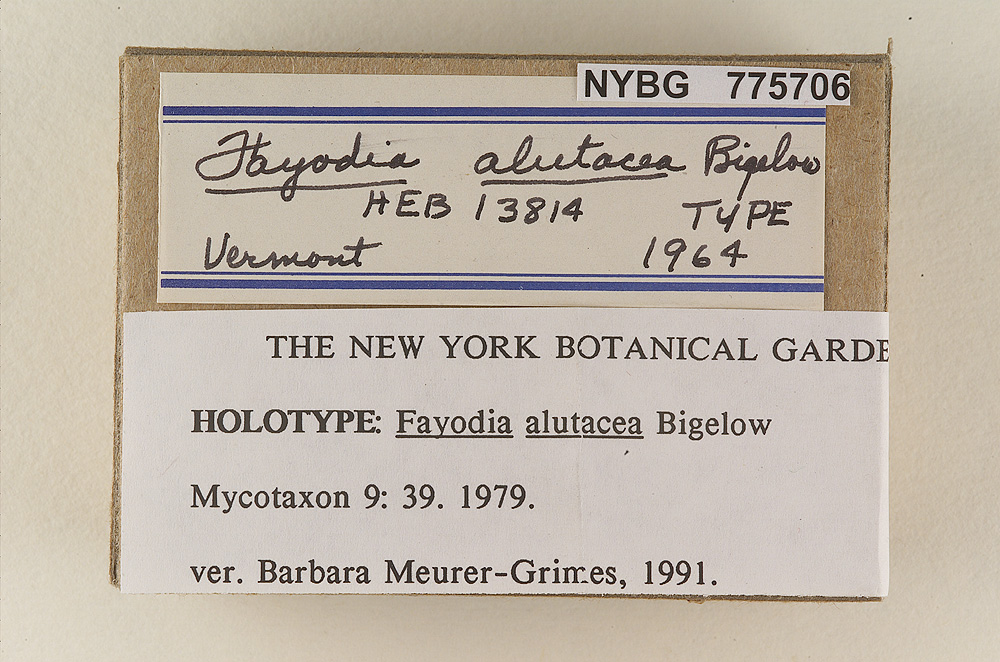 NYBG 775706
Fayodia alutacea Bigelow
HEB 13814 TYPE
Vermont 1964
THE NEW YORK BOTANICAL GARDE
HOLOTYPE: Fayodia alutacea Bigelow
Mycotaxon 9: 39. 1979.
ver. Barbara Meurer-Grimes, 1991.